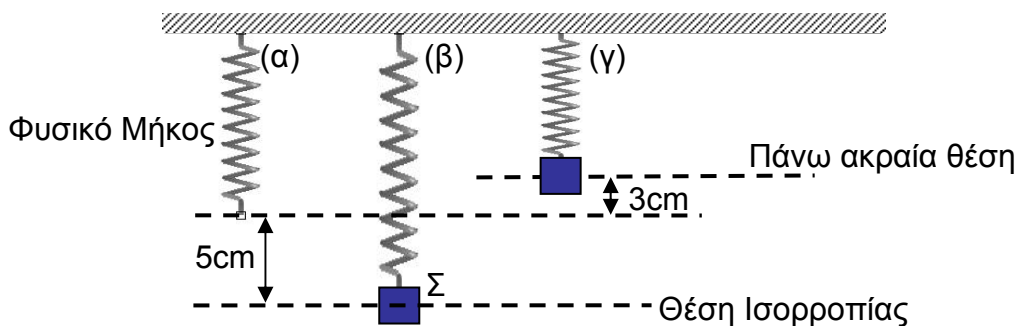 (α) (β) (γ)
Φυσικό Μήκος
Πάνω ακραία θέση
3cm
5cm
Σ
Θέση Ισορροπίας